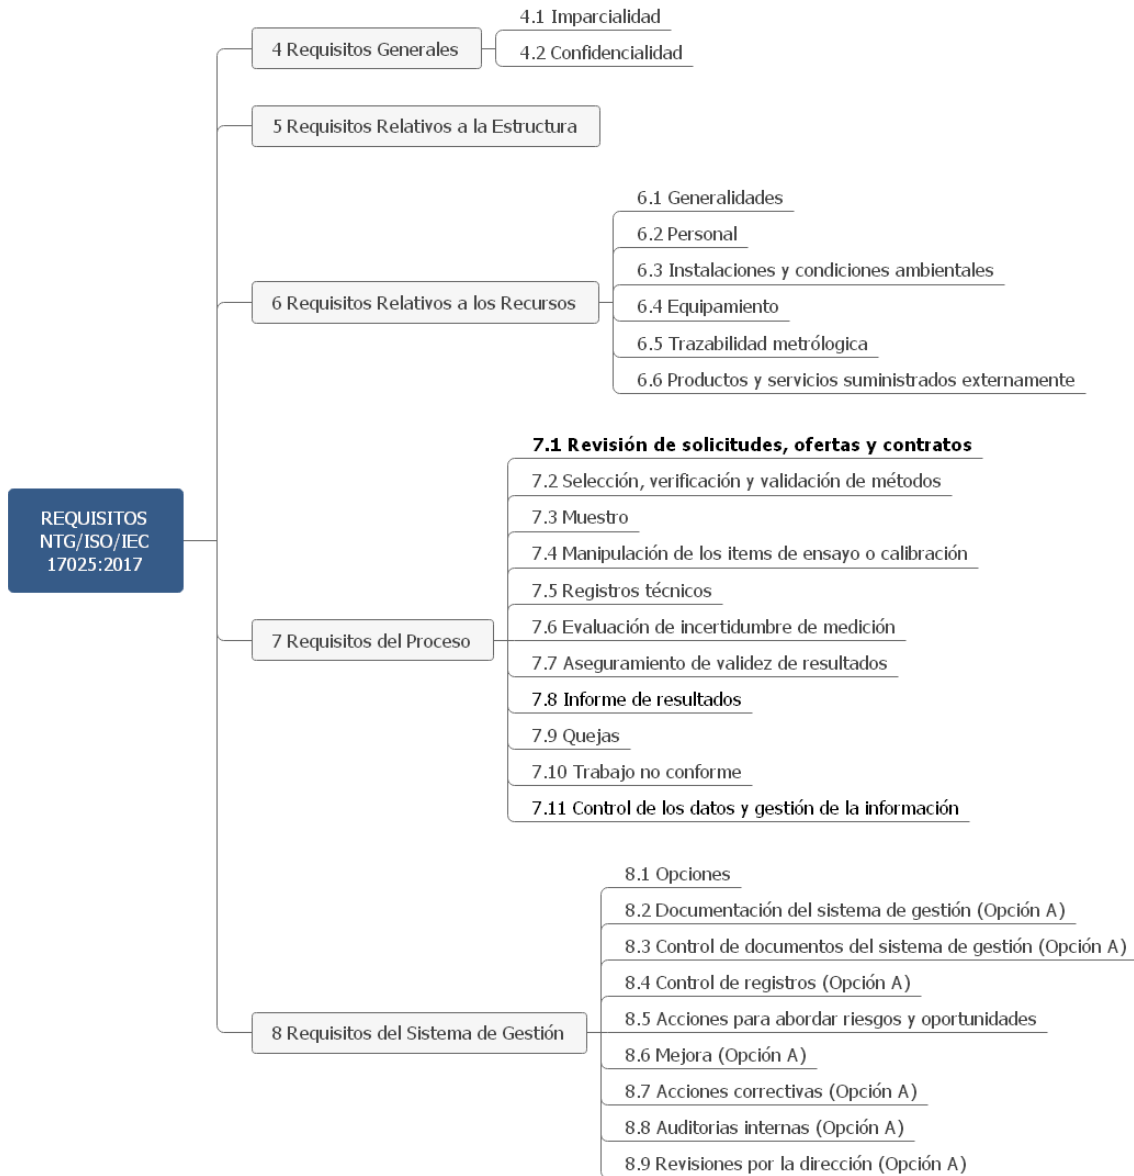 4.1 Imparcialidad
4 Requisitos Generales
4.2 Confidencialidad
5 Requisitos Relativos a la Estructura
6.1 Generalidades
6.2 Personal
6.3 Instalaciones y condiciones ambientales
6 Requisitos Relativos a los Recursos
6.4 Equipamiento
6.5 Trazabilidad metrólogica
6.6 Productos y servicios suministrados externamente
REQUISITOS
NTG/ISO/IEC
17025:2017
7.1 Revisión de solicitudes, ofertas y contratos
7.2 Selección, verificación y validación de métodos
7.3 Muestro
7.4 Manipulación de los items de ensayo o calibración
7.5 Registros técnicos
7 Requisitos del Proceso
7.6 Evaluación de incertidumbre de medición
7.7 Aseguramiento de validez de resultados
7.8 Informe de resultados
7.9 Quejas
7.10 Trabajo no conforme
7.11 Control de los datos y gestión de la información
8.1 Opciones
8.2 Documentación del sistema de gestión (Opción A)
8.3 Control de documentos del sistema de gestión (Opción A)
8.4 Control de registros (Opción A)
8.5 Acciones para abordar riesgos y oportunidades
8 Requisitos del Sistema de Gestión
8.6 Mejora (Opción A)
8.7 Acciones correctivas (Opción A)
8.8 Auditorias internas (Opción A)
8.9 Revisiones por la dirección (Opción A)